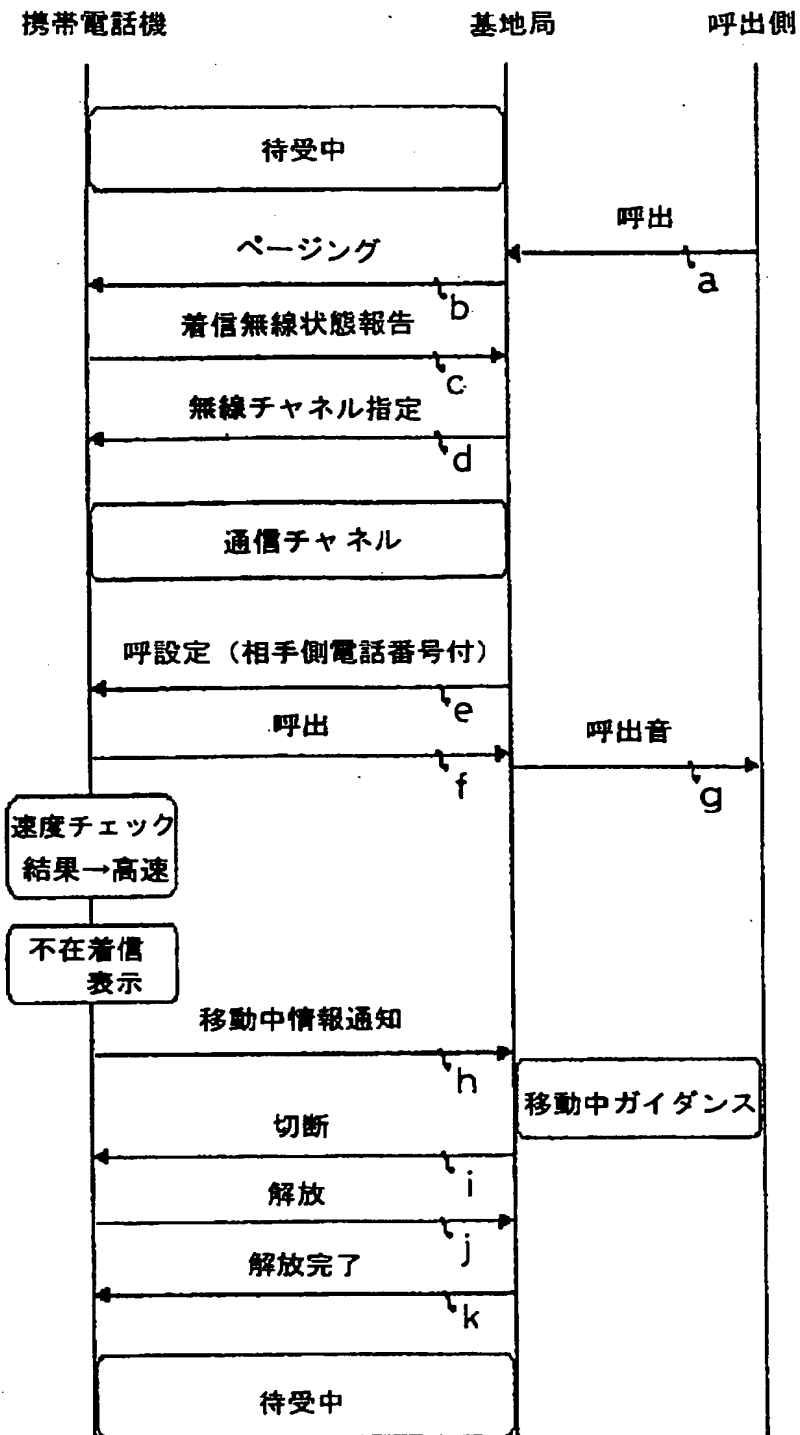 携帯電話機 基地局 呼出側
待受中
呼出
a
ページング
b
着信無線状態報告
c
無線チャネル指定
d
通信チャネル
呼設定（相手側電話番号付）
e
呼出
f
呼出音
g
速度チェック
結果→高速
不在着信
表示
移動中情報通知
h
移動中ガイダンス
切断
i
解放
j
解放完了
k
待受中